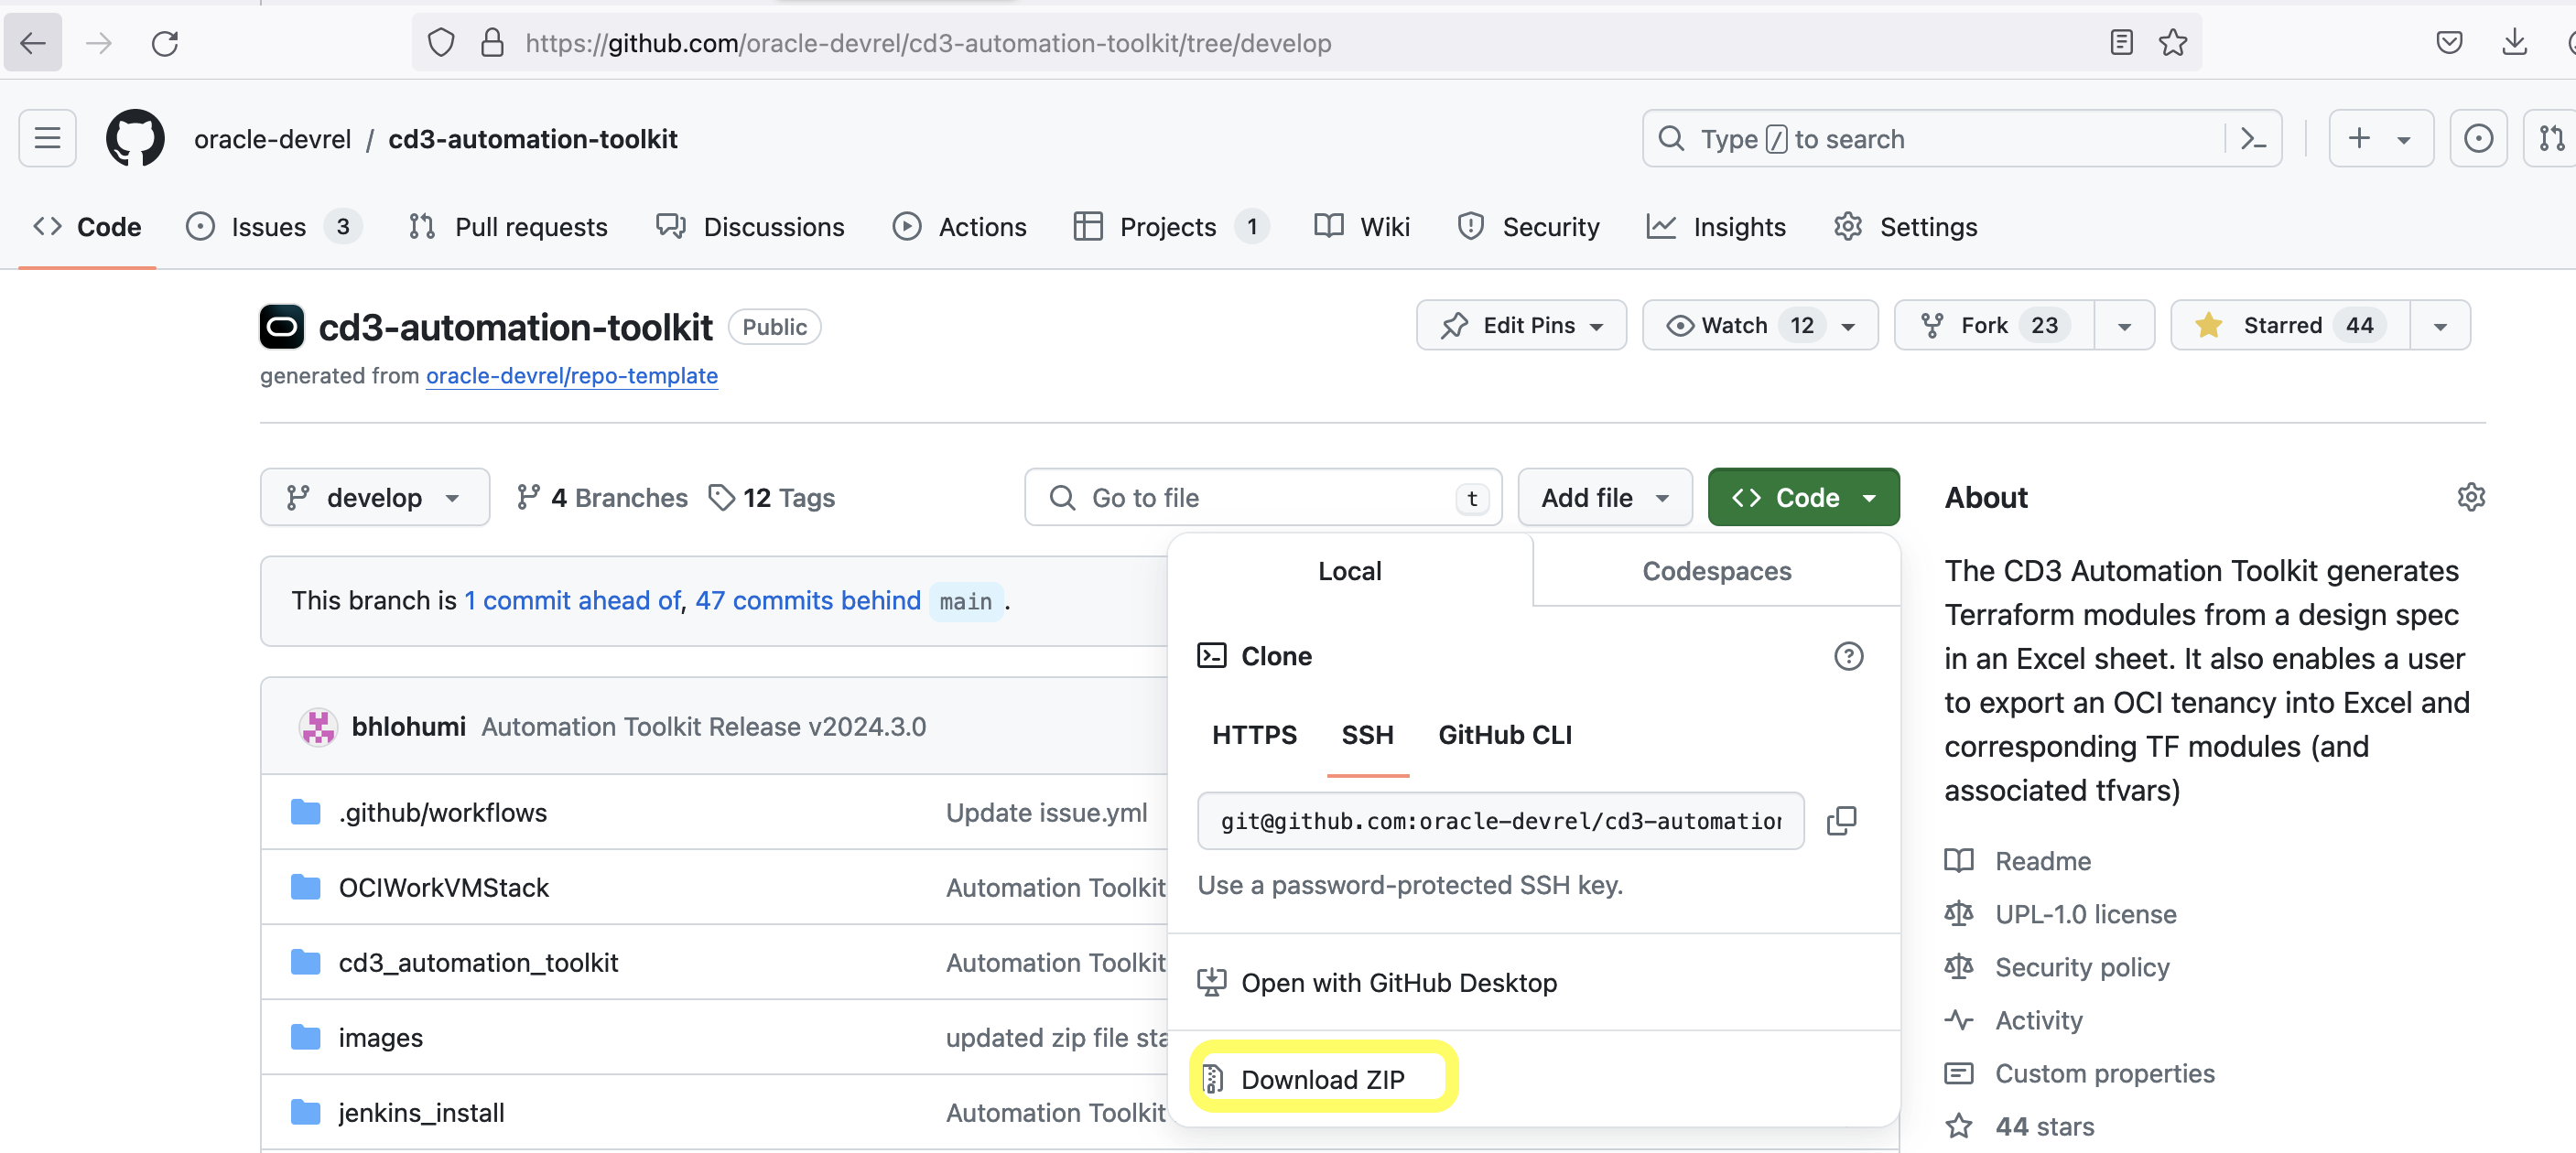 https://github.com/oracle-devrel/cd3-automation-toolkit/tree/develop
oracle-devrel / cd3-automation-toolkit
Type / to search
Code
Issues 3
Pull requests
Discussions
Actions
Projects 1
Wiki
Security
Insights
Settings
cd3-automation-toolkit Public
Edit Pins
Watch 12
Fork 23
Starred 44
generated from oracle-devrel/repo-template
develop
4 Branches
12 Tags
Go to file t
Add file
Code
This branch is 1 commit ahead of, 47 commits behind main .
bhlohumi Automation Toolkit Release v2024.3.0
.github/workflows Update issue.yml
OCIWorkVMStack Automation Toolkit
cd3_automation_toolkit Automation Toolkit
images updated zip file sta
jenkins_install Automation Toolkit
Local
Codespaces
Clone
HTTPS
SSH
GitHub CLI
git@github.com:oracle-devrel/cd3-automation
Use a password-protected SSH key.
Open with GitHub Desktop
Download ZIP
About
The CD3 Automation Toolkit generates
Terraform modules from a design spec
in an Excel sheet. It also enables a user
to export an OCI tenancy into Excel and
corresponding TF modules (and
associated tfvars)
Readme
UPL-1.0 license
Security policy
Activity
Custom properties
44 stars